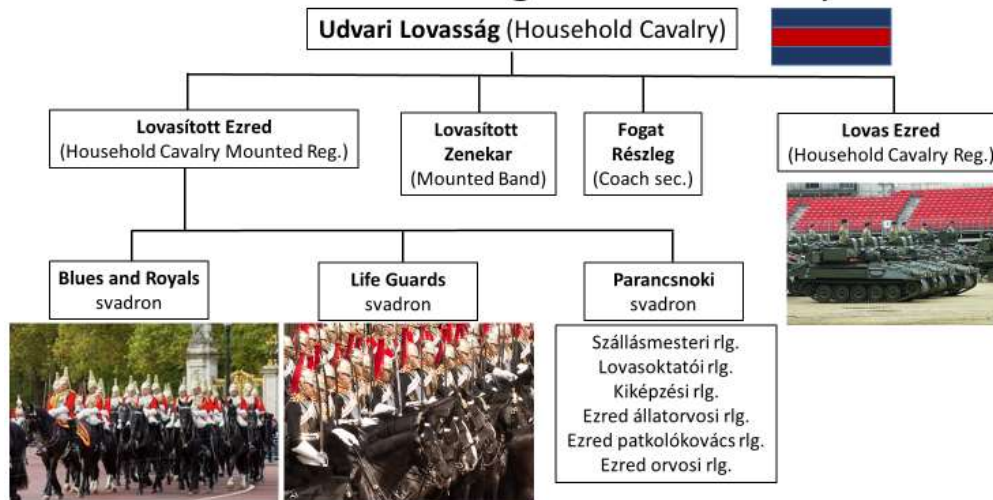 Udvari Lovasság (Household Cavalry)
Lovasított Ezred
(Household Cavalry Mounted Reg.)
Lovasított
Zenekar
(Mounted Band)
Fogat
Részleg
(Coach sec.)
Lovas Ezred
(Household Cavalry Reg.)
Blues and Royals
svadron
Life Guards
svadron
Parancsnoki
svadron
Szállásmesteri rlg.
Lovasoktatói rlg.
Kiképzési rlg.
Ezred állatorvosi rlg.
Ezred patkolókovács rlg.
Ezred orvosi rlg.